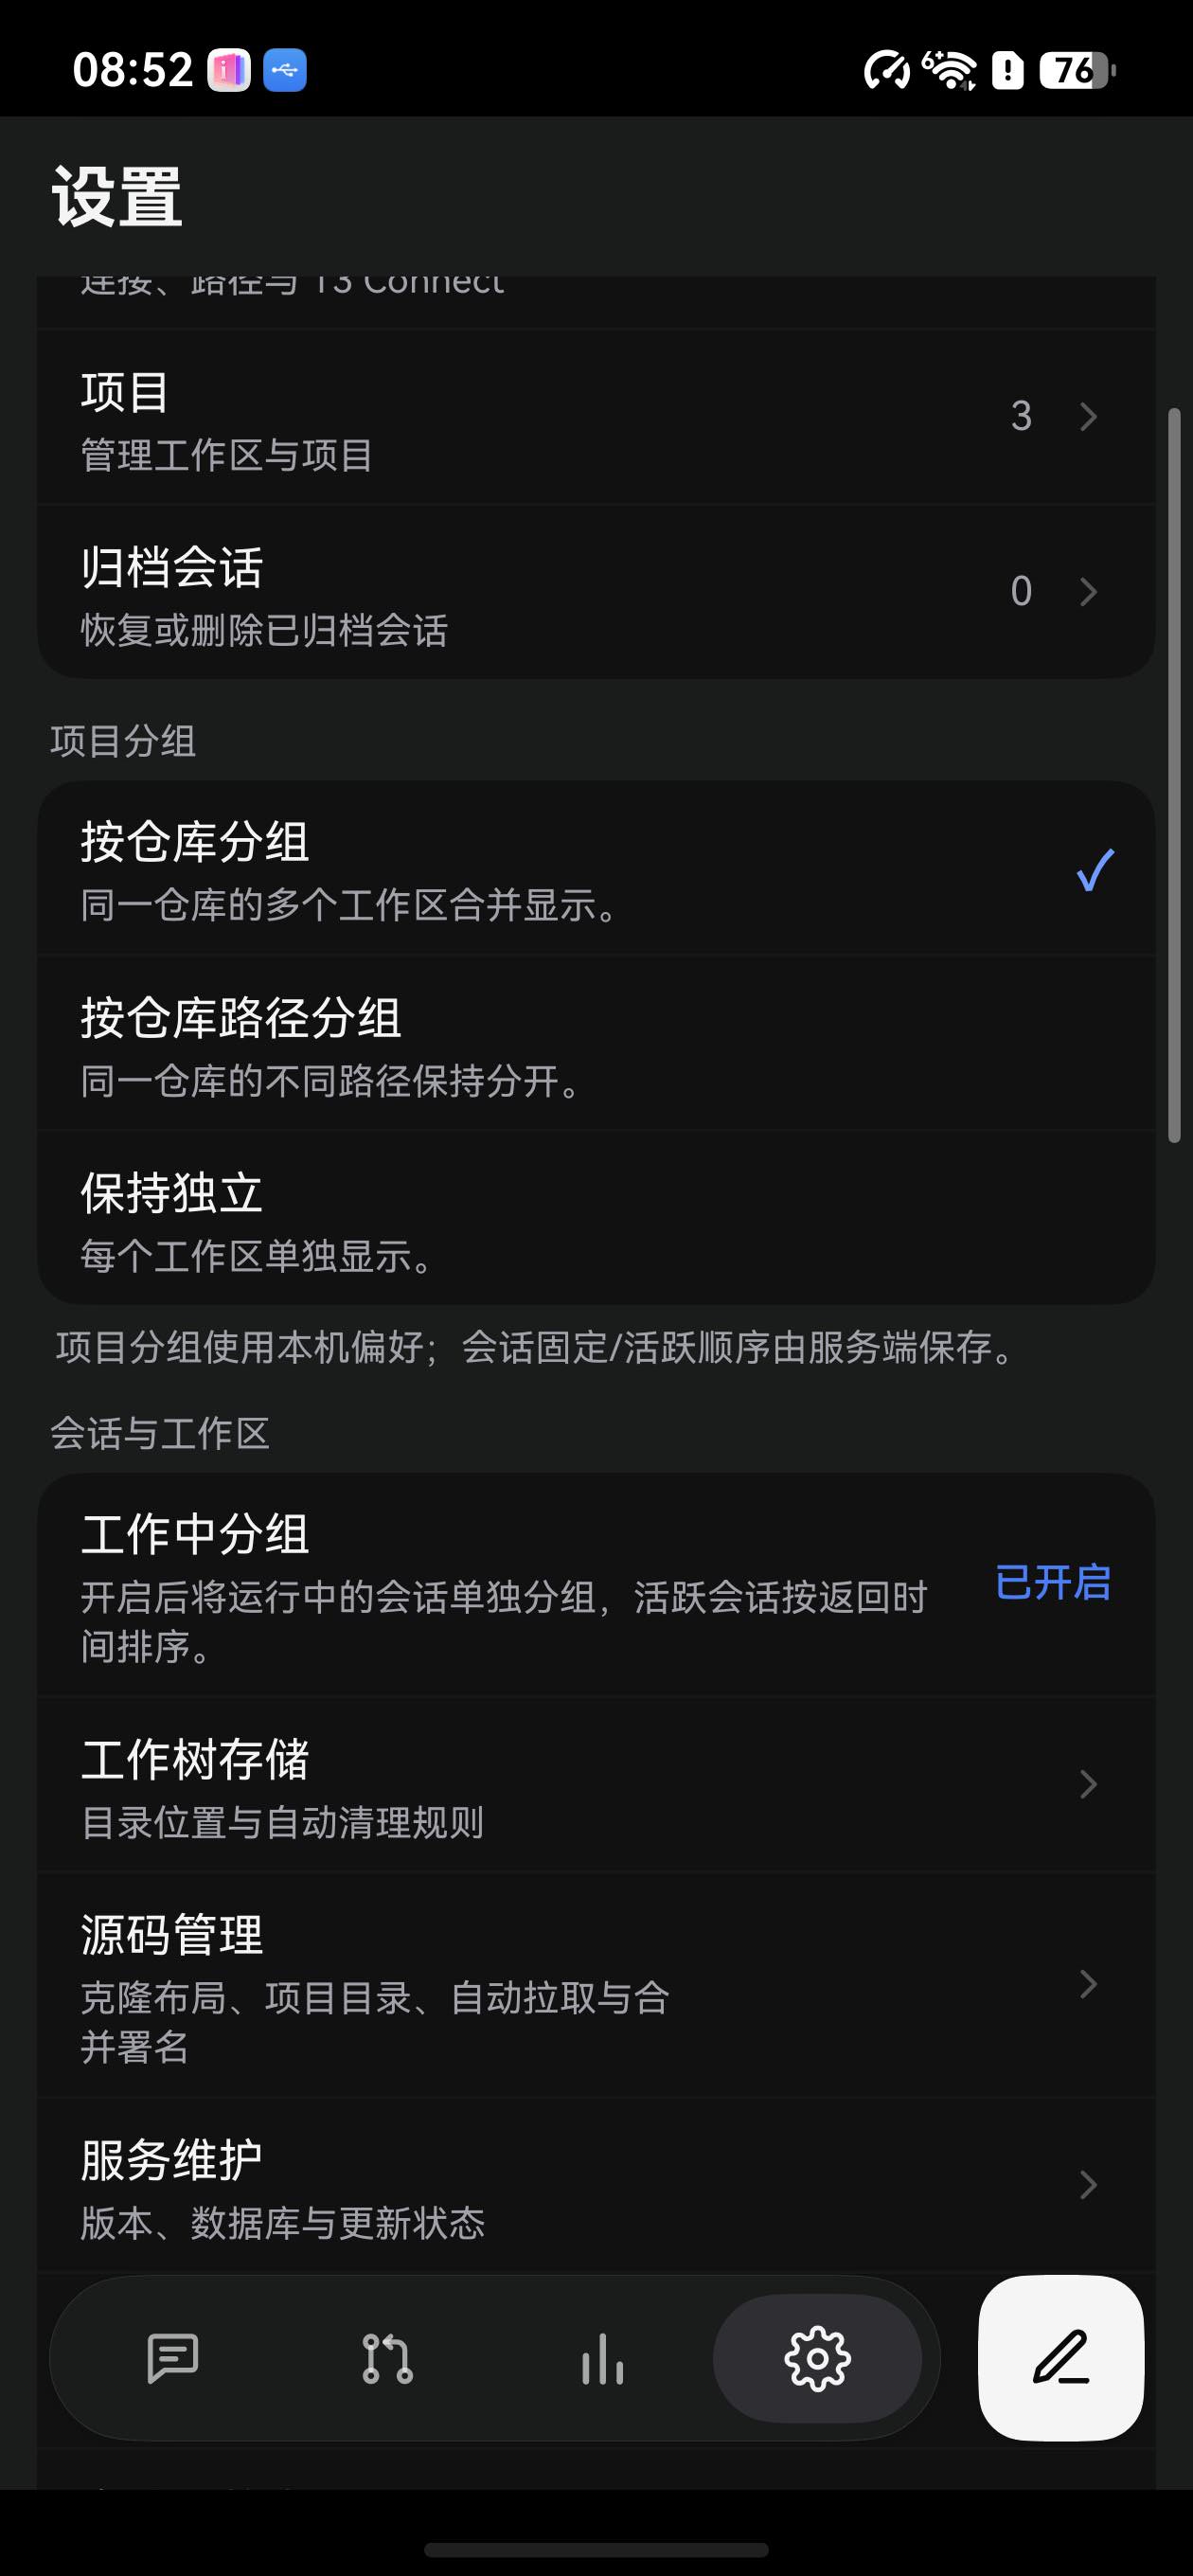 08:52
76
设置
连接、路径与 T3 Connect
项目
3
管理工作区与项目
归档会话
0
恢复或删除已归档会话
项目分组
按仓库分组
同一仓库的多个工作区合并显示。
按仓库路径分组
同一仓库的不同路径保持分开。
保持独立
每个工作区单独显示。
项目分组使用本机偏好；会话固定/活跃顺序由服务端保存。
会话与工作区
工作中分组
已开启
开启后将运行中的会话单独分组，活跃会话按返回时
间排序。
工作树存储
目录位置与自动清理规则
源码管理
克隆布局、项目目录、自动拉取与合
并署名
服务维护
版本、数据库与更新状态